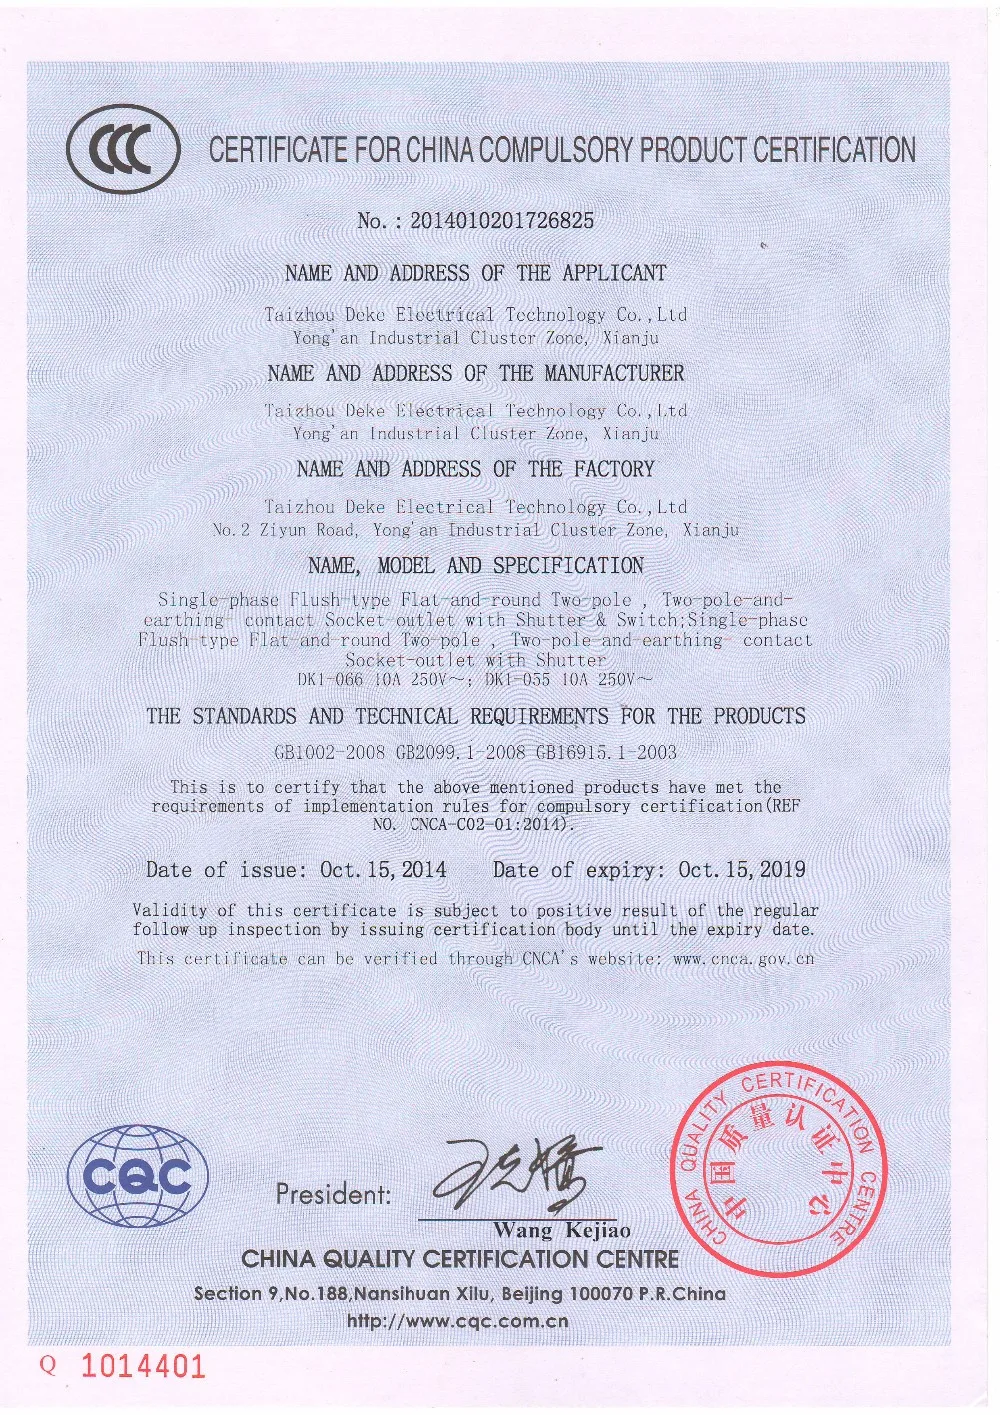 CCC
CERTIFICATE FOR CHINA COMPULSORY PRODUCT CERTIFICATION
No. : 2014010201726825
NAME AND ADDRESS OF THE APPLICANT
Taizhou Deke Electrical Technology Co.,Ltd
Yong'an Industrial Cluster Zone, Xianju
NAME AND ADDRESS OF THE MANUFACTURER
Taizhou Deke Electrical Technology Co.,Ltd
Yong'an Industrial Cluster Zone, Xianju
NAME AND ADDRESS OF THE FACTORY
Taizhou Deke Electrical Technology Co.,Ltd
No.2 Ziyun Road, Yong'an Industrial Cluster Zone, Xianju
NAME, MODEL AND SPECIFICATION
Single-phase Flush-type Flat-and-round Two-pole , Two-pole-and-
earthing- contact Socket-outlet with Shutter & Switch;Single-phase
Flush-type Flat-and-round Two-pole , Two-pole-and-earthing- contact
Socket-outlet with Shutter
DK1-066 10A 250V～; DK1-055 10A 250V～
THE STANDARDS AND TECHNICAL REQUIREMENTS FOR THE PRODUCTS
GB1002-2008 GB2099.1-2008 GB16915.1-2003
This is to certify that the above mentioned products have met the
requirements of implementation rules for compulsory certification(REF
NO. CNCA-C02-01:2014).
Date of issue: Oct.15,2014 Date of expiry: Oct.15,2019
Validity of this certificate is subject to positive result of the regular
follow up inspection by issuing certification body until the expiry date.
This certificate can be verified through CNCA's website: www.cnca.gov.cn
CHINA QUALITY CERTIFICATION CENTRE
中国质量认证中心
CQC
President:
王克娇
Wang Kejiao
CHINA QUALITY CERTIFICATION CENTRE
Section 9,No.188,Nansihuan Xilu, Beijing 100070 P.R.China
http://www.cqc.com.cn
Q 1014401